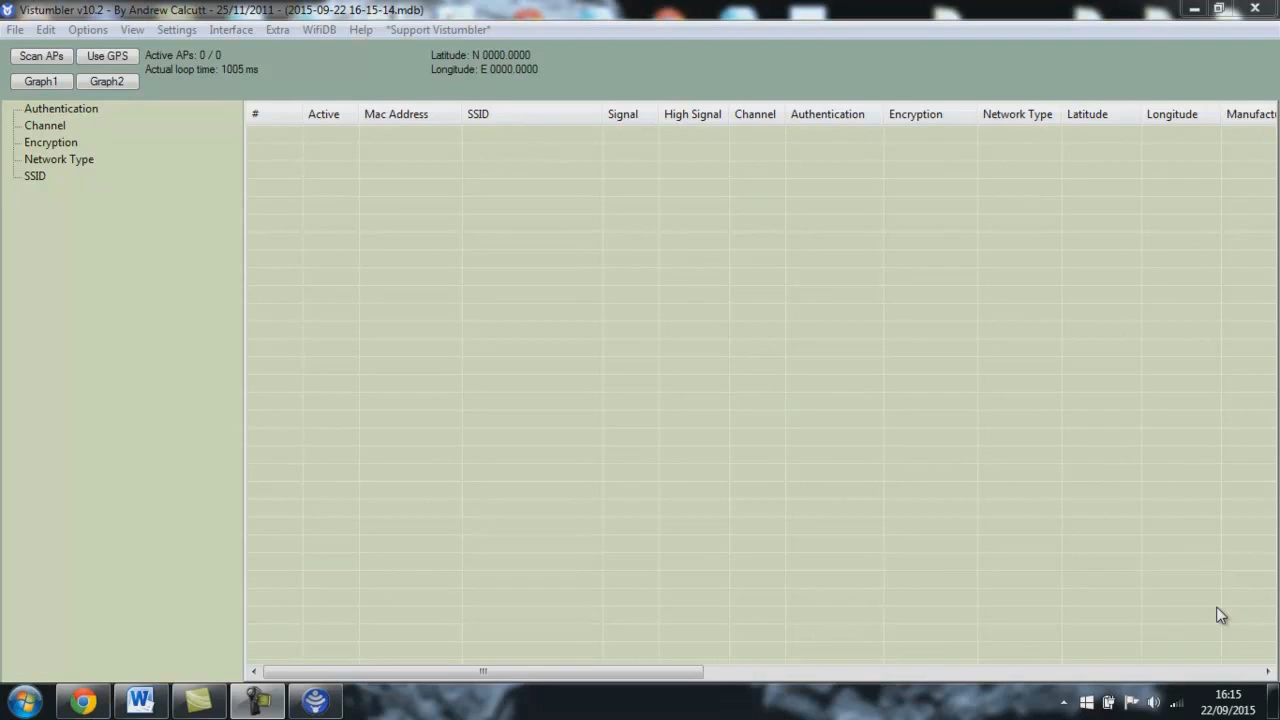 Vistumbler v10.2 - By Andrew Calcutt - 25/11/2011 - (2015-09-22 16-15-14.mdb)
File Edit Options View Settings Interface Extra WifiDB Help *Support Vistumbler*
Scan APs Use GPS Active APs: 0 / 0 Latitude: N 0000.0000
Actual loop time: 1005 ms Longitude: E 0000.0000
Graph1 Graph2
Authentication
Channel
Encryption
Network Type
SSID
# Active Mac Address SSID Signal High Signal Channel Authentication Encryption Network Type Latitude Longitude Manufactu
16:15
22/09/2015